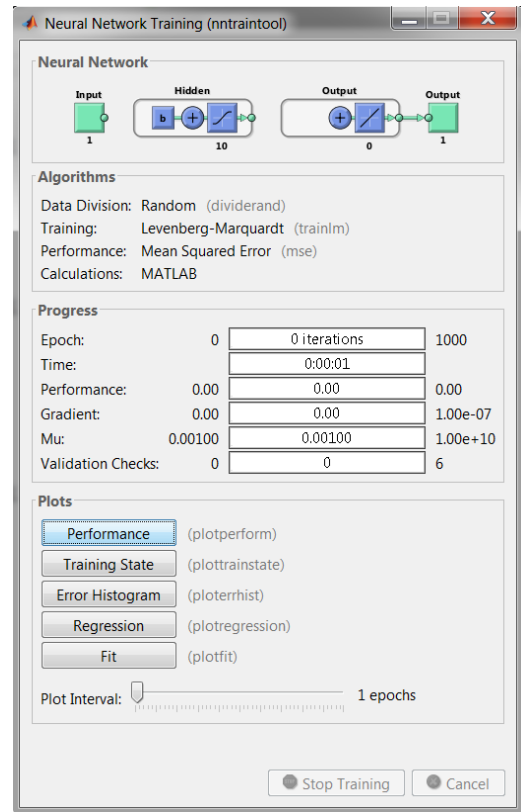 Neural Network Training (nntraintool)
Neural Network
Input Hidden Output Output
b
1 10 0 1
Algorithms
Data Division: Random (dividerand)
Training: Levenberg-Marquardt (trainlm)
Performance: Mean Squared Error (mse)
Calculations: MATLAB
Progress
Epoch: 0 0 iterations 1000
Time: 0:00:01
Performance: 0.00 0.00 0.00
Gradient: 0.00 0.00 1.00e-07
Mu: 0.00100 0.00100 1.00e+10
Validation Checks: 0 0 6
Plots
Performance (plotperform)
Training State (plottrainstate)
Error Histogram (ploterrhist)
Regression (plotregression)
Fit (plotfit)
Plot Interval: 1 epochs
Stop Training Cancel